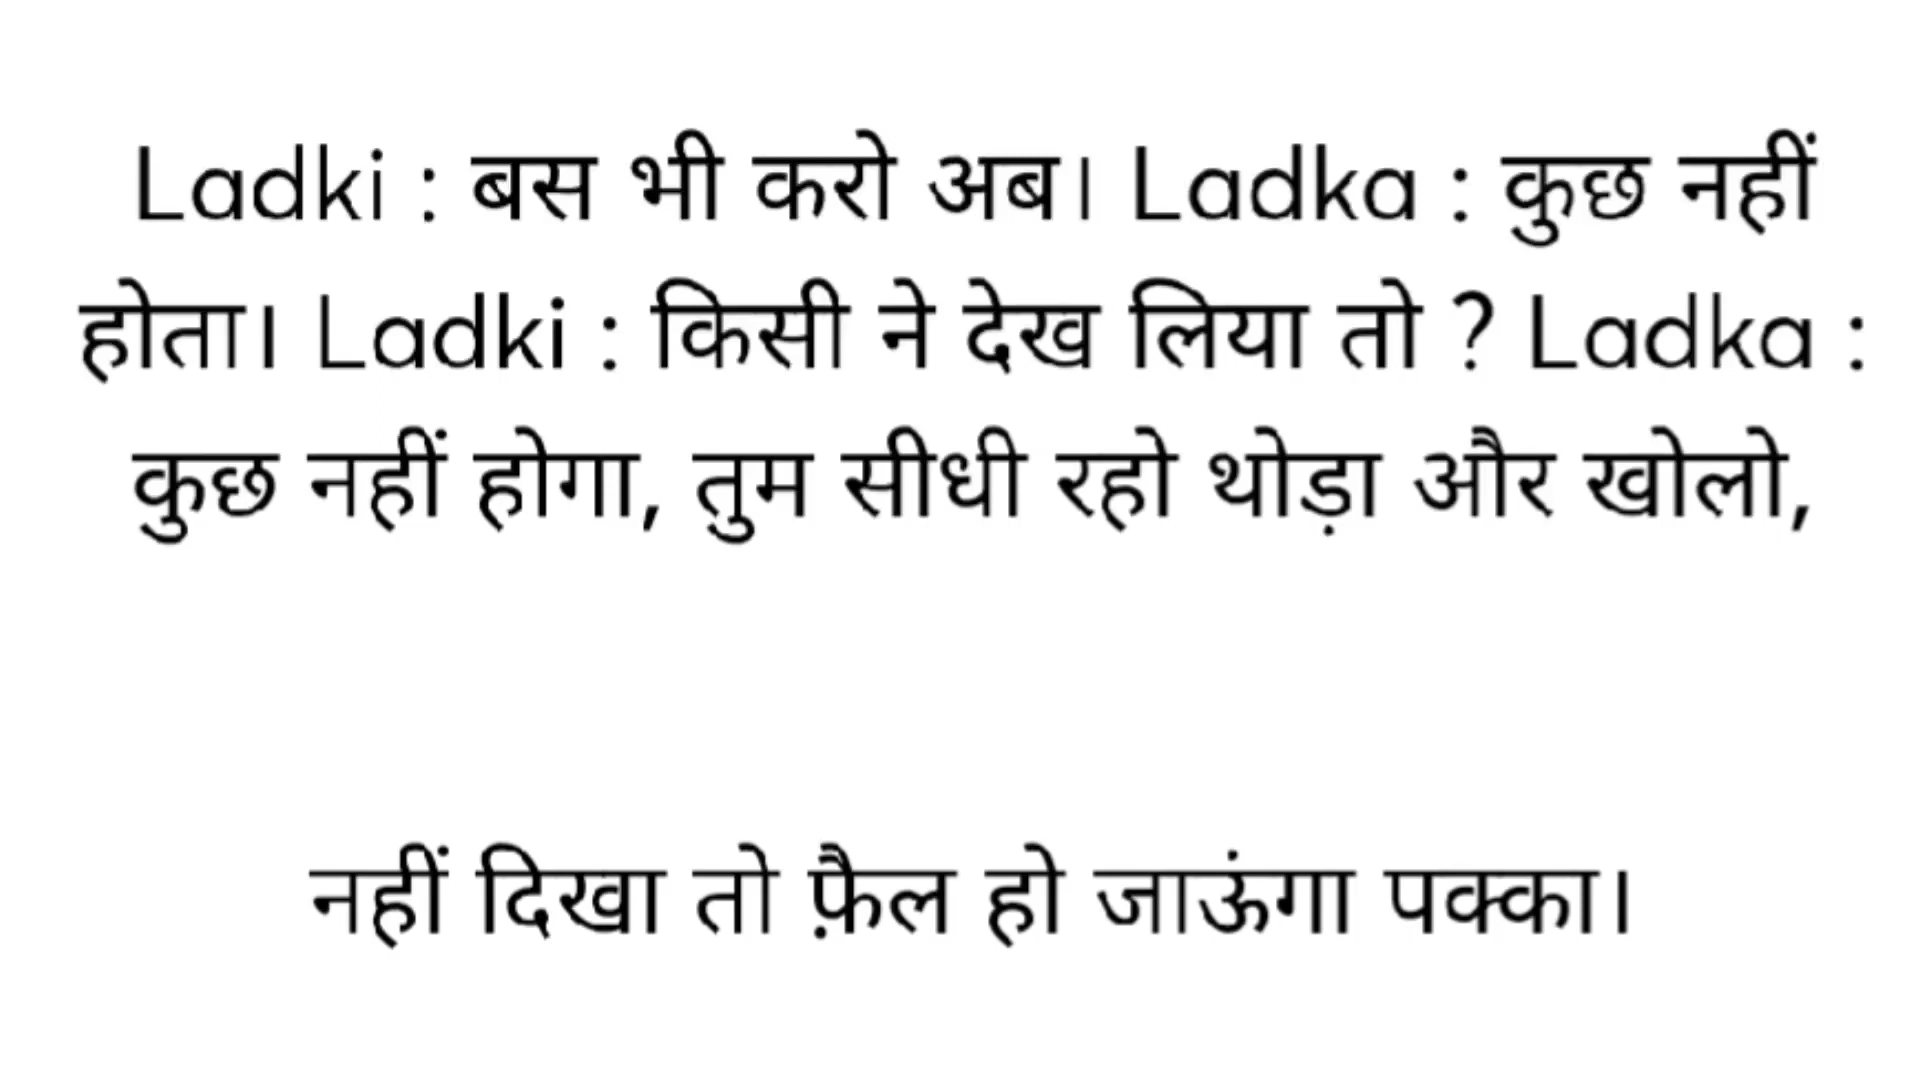 Ladki : बस भी करो अब। Ladka : कुछ नहीं
होता। Ladki : किसी ने देख लिया तो ? Ladka :
कुछ नहीं होगा, तुम सीधी रहो थोड़ा और खोलो,
नहीं दिखा तो फ़ैल हो जाऊंगा पक्का।